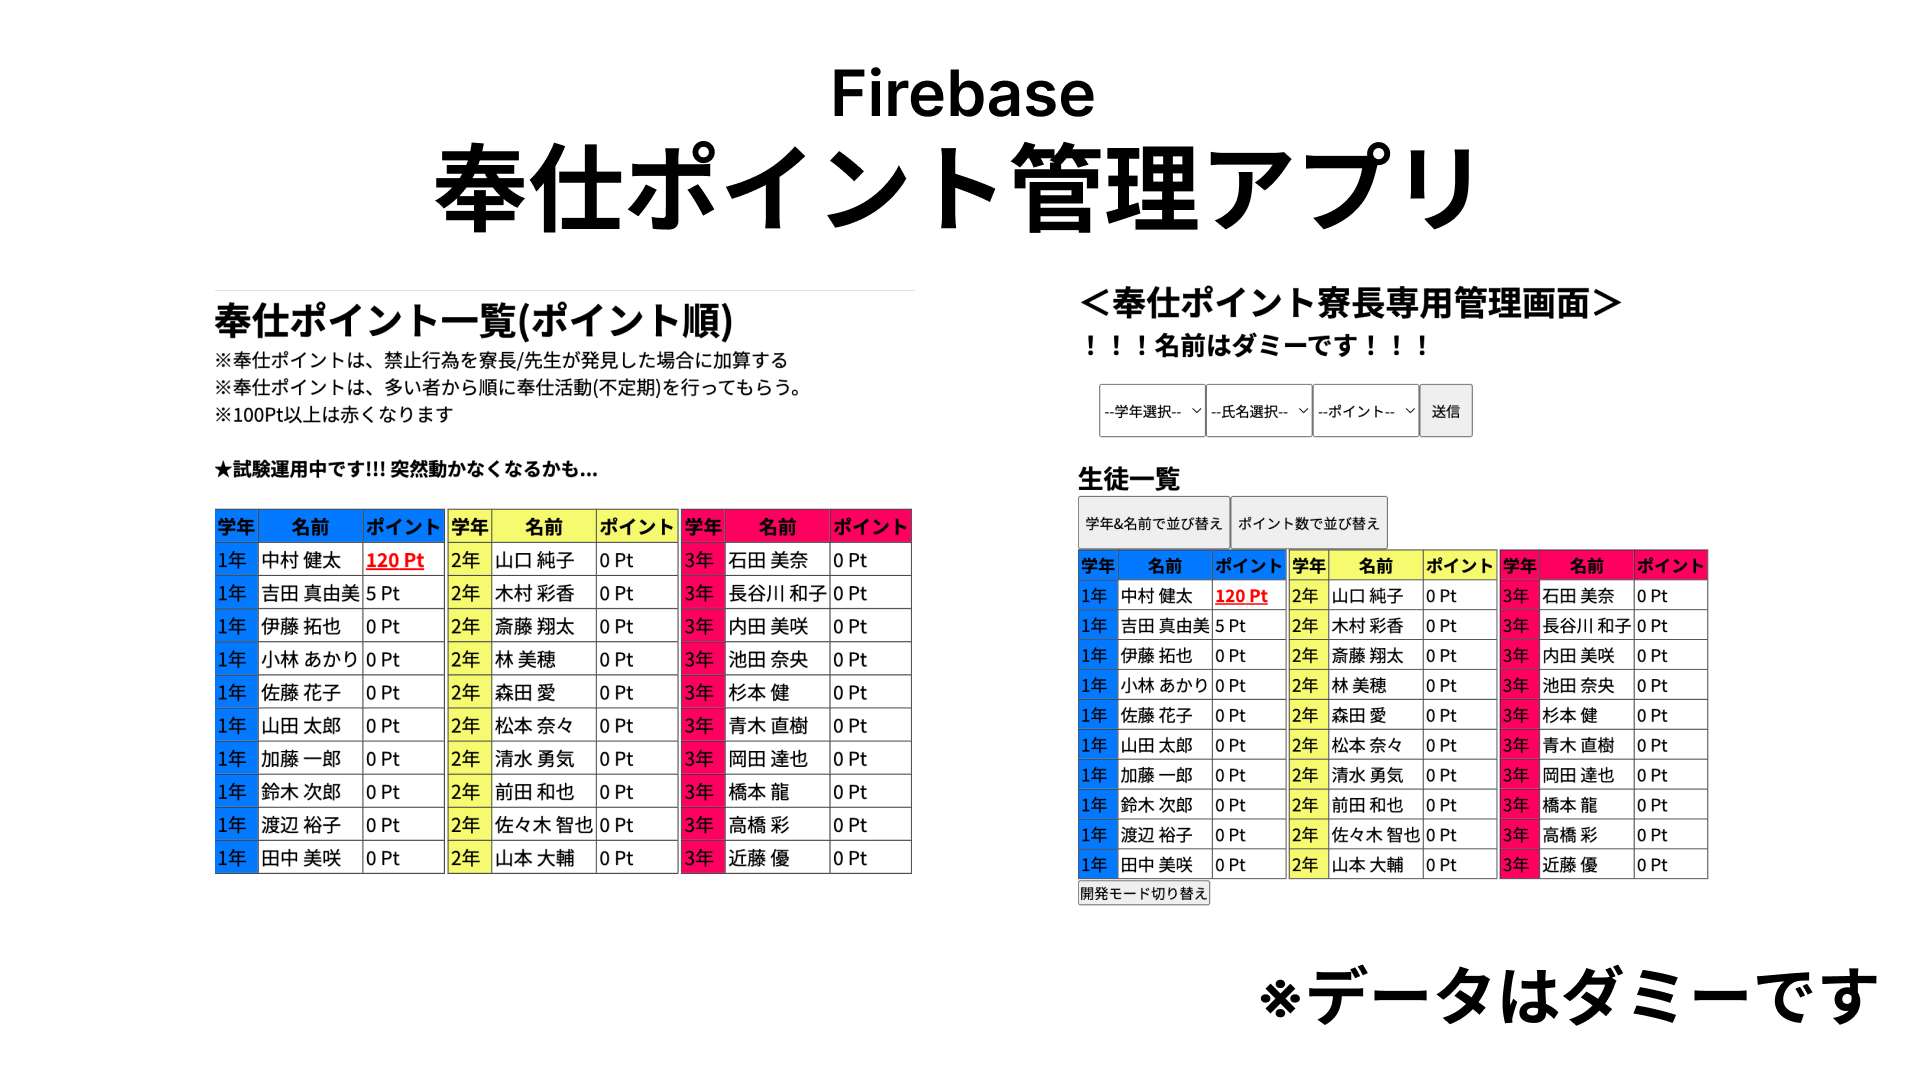 Firebase
奉仕ポイント管理アプリ
奉仕ポイント一覧(ポイント順)
※奉仕ポイントは、禁止行為を寮長/先生が発見した場合に加算する
※奉仕ポイントは、多い者から順に奉仕活動(不定期)を行ってもらう。
※100Pt以上は赤くなります
★試験運用中です!!! 突然動かなくなるかも...
学年 名前 ポイント 学年 名前 ポイント 学年 名前 ポイント
1年 中村 健太 120 Pt 2年 山口 純子 0 Pt 3年 石田 美奈 0 Pt
1年 吉田 真由美 5 Pt 2年 木村 彩香 0 Pt 3年 長谷川 和子 0 Pt
1年 伊藤 拓也 0 Pt 2年 斎藤 翔太 0 Pt 3年 内田 美咲 0 Pt
1年 小林 あかり 0 Pt 2年 林 美穂 0 Pt 3年 池田 奈央 0 Pt
1年 佐藤 花子 0 Pt 2年 森田 愛 0 Pt 3年 杉本 健 0 Pt
1年 山田 太郎 0 Pt 2年 松本 奈々 0 Pt 3年 青木 直樹 0 Pt
1年 加藤 一郎 0 Pt 2年 清水 勇気 0 Pt 3年 岡田 達也 0 Pt
1年 鈴木 次郎 0 Pt 2年 前田 和也 0 Pt 3年 橋本 龍 0 Pt
1年 渡辺 裕子 0 Pt 2年 佐々木 智也 0 Pt 3年 高橋 彩 0 Pt
1年 田中 美咲 0 Pt 2年 山本 大輔 0 Pt 3年 近藤 優 0 Pt
＜奉仕ポイント寮長専用管理画面＞
！！！名前はダミーです！！！
--学年選択-- --氏名選択-- --ポイント-- 送信
生徒一覧
学年&名前で並び替え ポイント数で並び替え
学年 名前 ポイント 学年 名前 ポイント 学年 名前 ポイント
1年 中村 健太 120 Pt 2年 山口 純子 0 Pt 3年 石田 美奈 0 Pt
1年 吉田 真由美 5 Pt 2年 木村 彩香 0 Pt 3年 長谷川 和子 0 Pt
1年 伊藤 拓也 0 Pt 2年 斎藤 翔太 0 Pt 3年 内田 美咲 0 Pt
1年 小林 あかり 0 Pt 2年 林 美穂 0 Pt 3年 池田 奈央 0 Pt
1年 佐藤 花子 0 Pt 2年 森田 愛 0 Pt 3年 杉本 健 0 Pt
1年 山田 太郎 0 Pt 2年 松本 奈々 0 Pt 3年 青木 直樹 0 Pt
1年 加藤 一郎 0 Pt 2年 清水 勇気 0 Pt 3年 岡田 達也 0 Pt
1年 鈴木 次郎 0 Pt 2年 前田 和也 0 Pt 3年 橋本 龍 0 Pt
1年 渡辺 裕子 0 Pt 2年 佐々木 智也 0 Pt 3年 高橋 彩 0 Pt
1年 田中 美咲 0 Pt 2年 山本 大輔 0 Pt 3年 近藤 優 0 Pt
開発モード切り替え
※データはダミーです